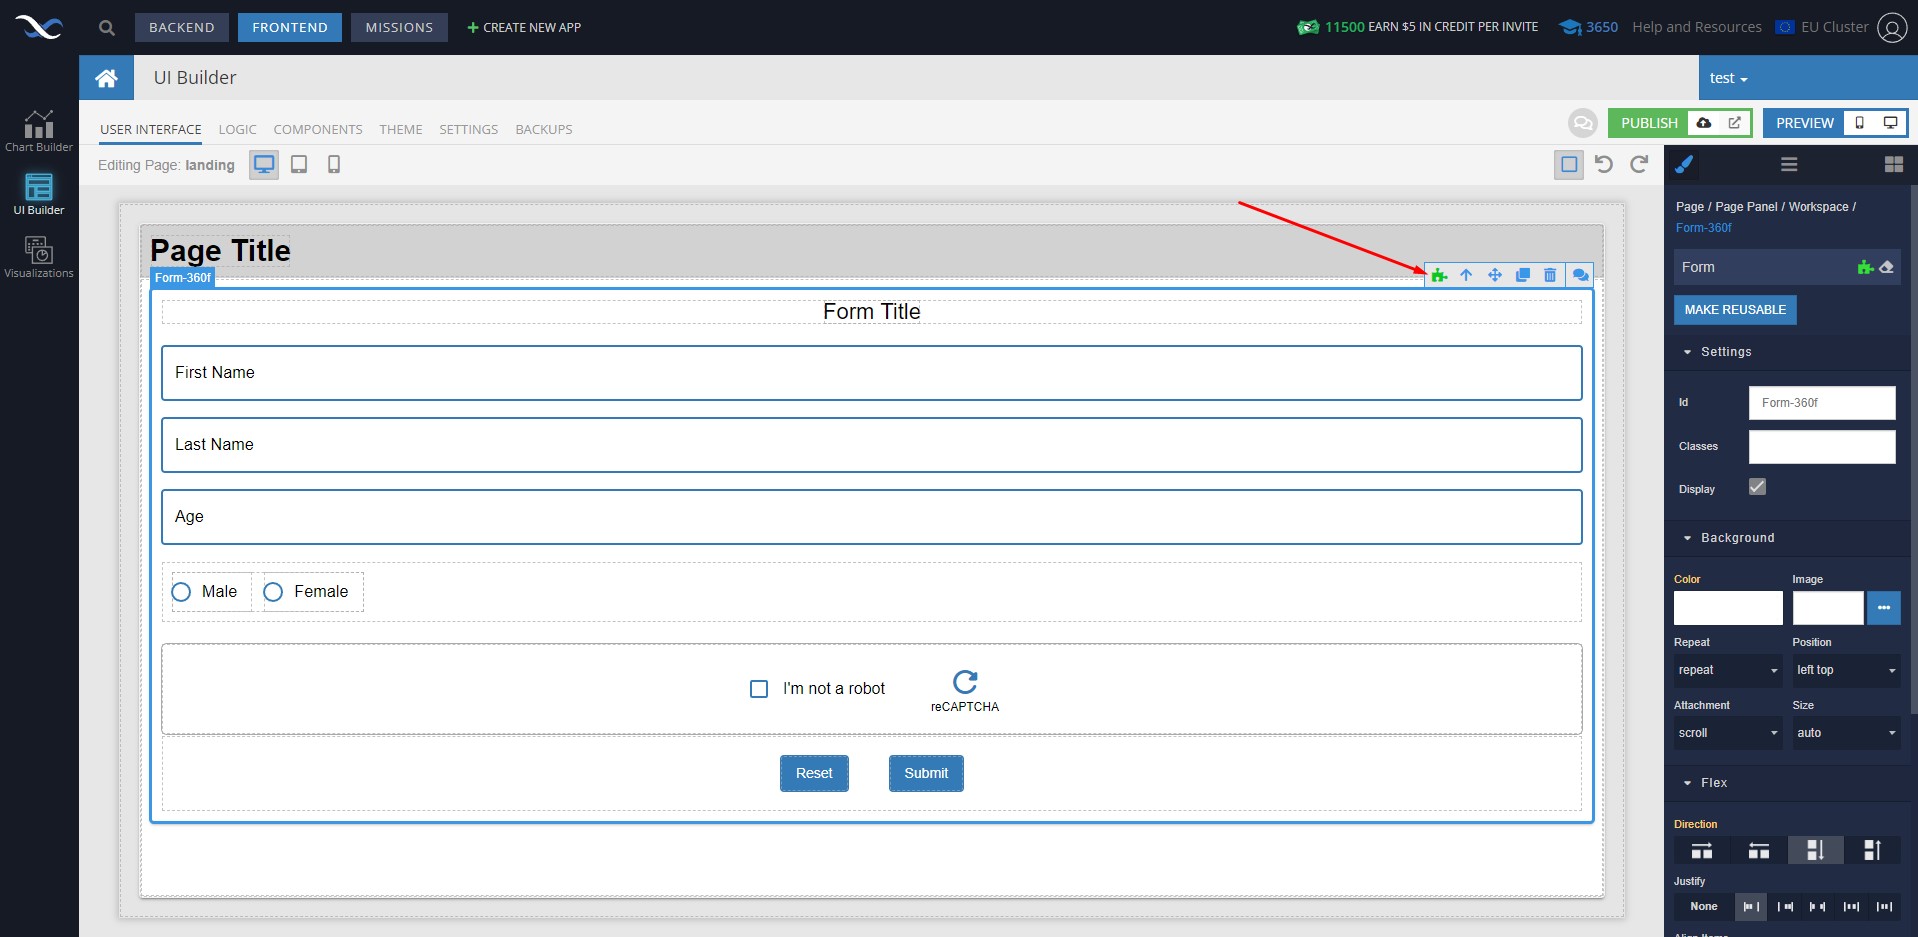 BACKEND FRONTEND MISSIONS + CREATE NEW APP 11500 EARN $5 IN CREDIT PER INVITE 3650 Help and Resources EU Cluster
UI Builder test
Chart Builder
UI Builder
Visualizations
USER INTERFACE LOGIC COMPONENTS THEME SETTINGS BACKUPS PUBLISH PREVIEW
Editing Page: landing
Page Title
Form-360f
Form Title
First Name
Last Name
Age
Male Female
I'm not a robot
reCAPTCHA
Reset Submit
Page / Page Panel / Workspace /
Form-360f
Form
MAKE REUSABLE
Settings
Id Form-360f
Classes
Display
Background
Color Image
Repeat Position
repeat left top
Attachment Size
scroll auto
Flex
Direction
Justify
None